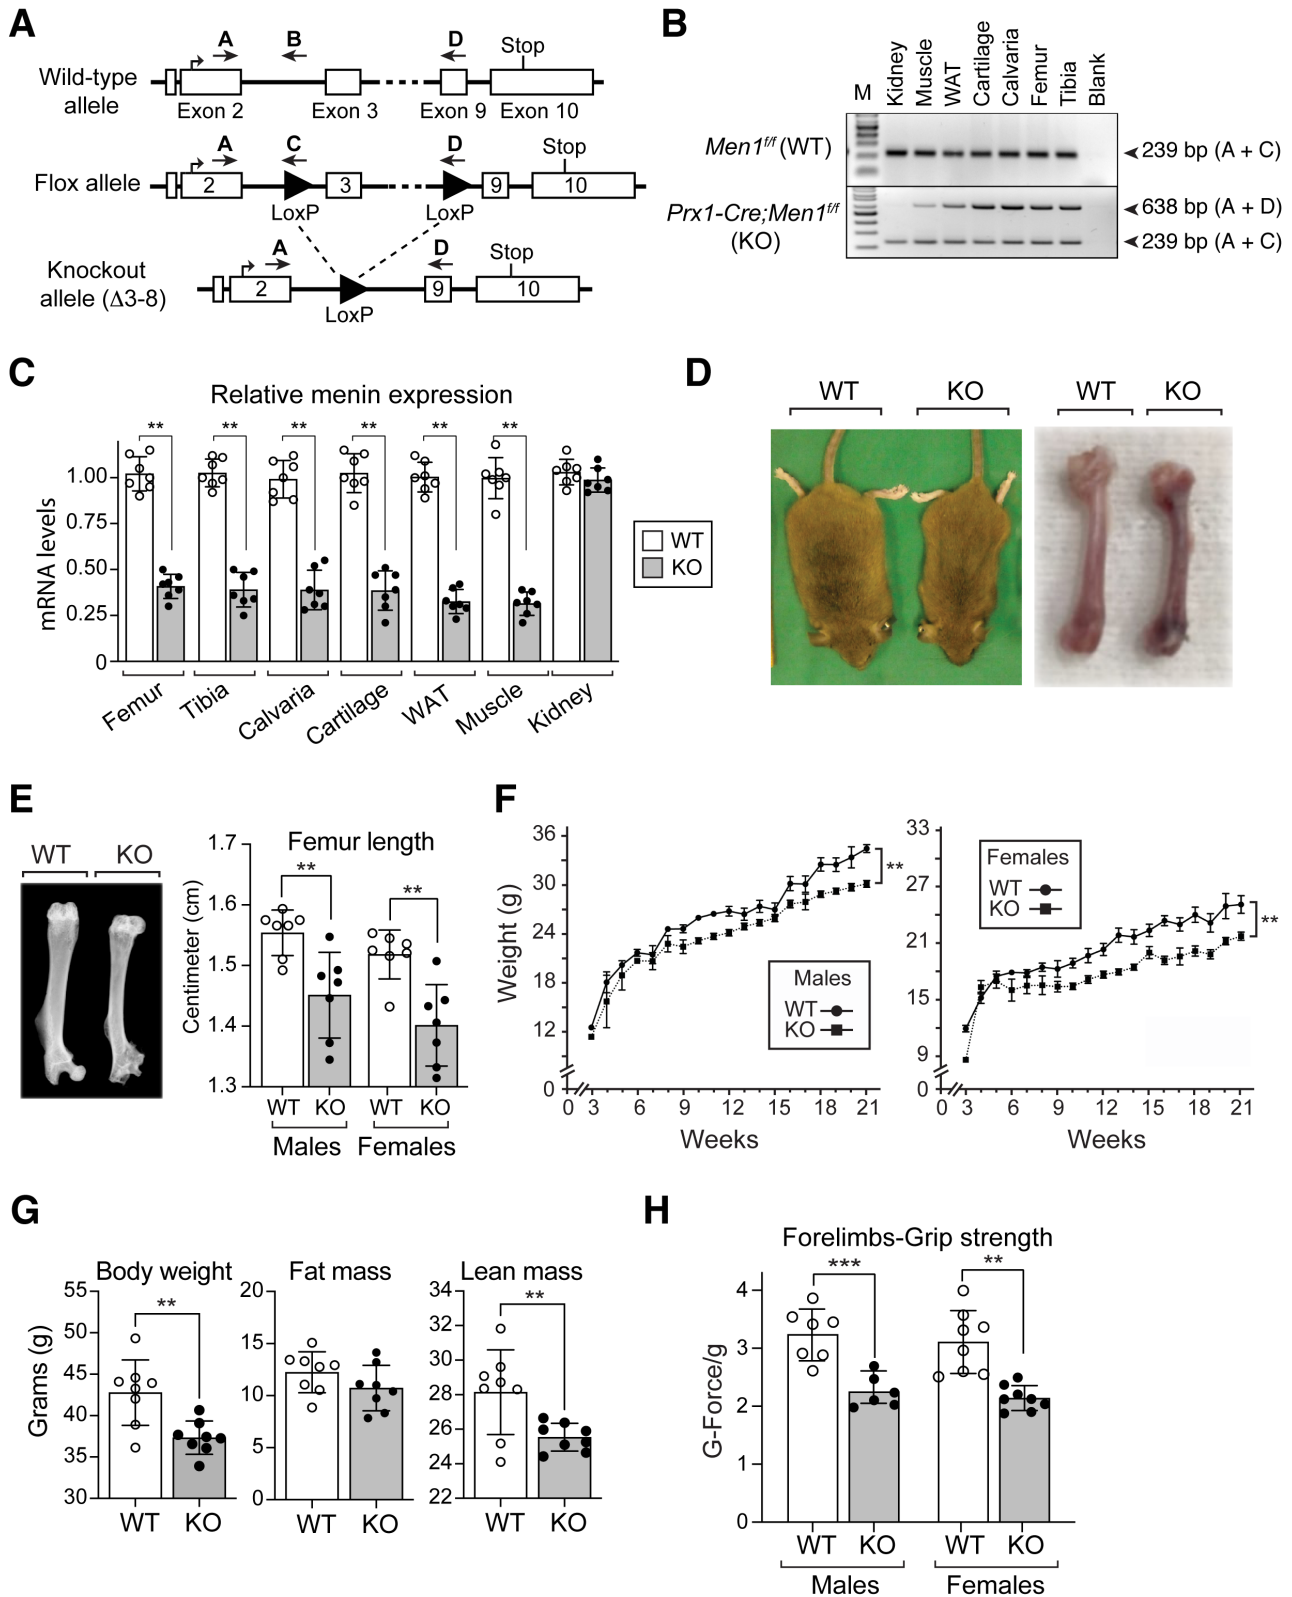 A
Wild-type
allele
A
B
D
Stop
Exon 2
Exon 3
Exon 9
Exon 10
Flox allele
A
C
D
Stop
2
3
9
10
LoxP
LoxP
Knockout
allele (Δ3-8)
A
D
Stop
2
9
10
LoxP
B
M
Kidney
Muscle
WAT
Cartilage
Calvaria
Femur
Tibia
Blank
Men1f/f (WT)
239 bp (A + C)
Prx1-Cre;Men1f/f
(KO)
638 bp (A + D)
239 bp (A + C)
C
Relative menin expression
** ** ** ** ** **
mRNA levels
1.00
0.75
0.50
0.25
0
Femur
Tibia
Calvaria
Cartilage
WAT
Muscle
Kidney
WT
KO
D
WT
KO
WT
KO
E
WT
KO
Femur length
Centimeter (cm)
1.7
1.6
1.5
1.4
1.3
**
**
WT KO WT KO
Males Females
F
Weight (g)
36
30
24
18
12
0
**
Males
WT
KO
0 3 6 9 12 15 18 21
Weeks
33
27
21
15
9
0
Females
WT
KO
**
0 3 6 9 12 15 18 21
Weeks
G
Body weight
Grams (g)
55
50
45
40
35
30
**
WT KO
Fat mass
20
15
10
5
0
WT KO
Lean mass
34
32
30
28
26
24
22
**
WT KO
H
Forelimbs-Grip strength
G-Force/g
4
3
2
1
0
***
**
WT KO WT KO
Males Females